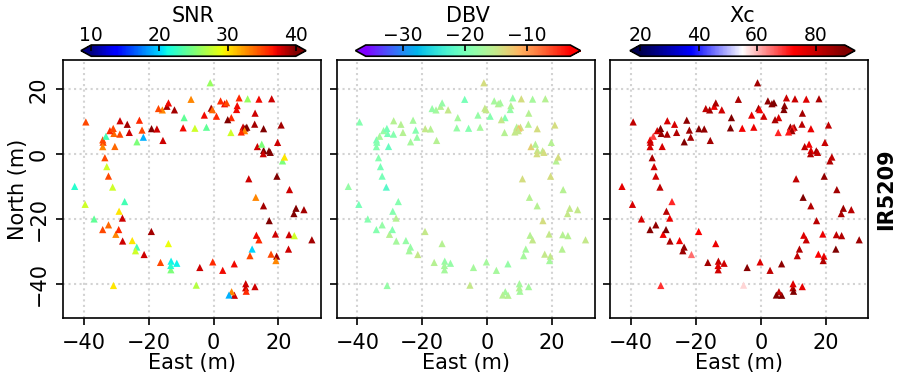 SNR DBV Xc
10 20 30 40 −30 −20 −10 20 40 60 80
20
0
−20
−40
North (m)
IR5209
−40 −20 0 20 −40 −20 0 20 −40 −20 0 20
East (m) East (m) East (m)